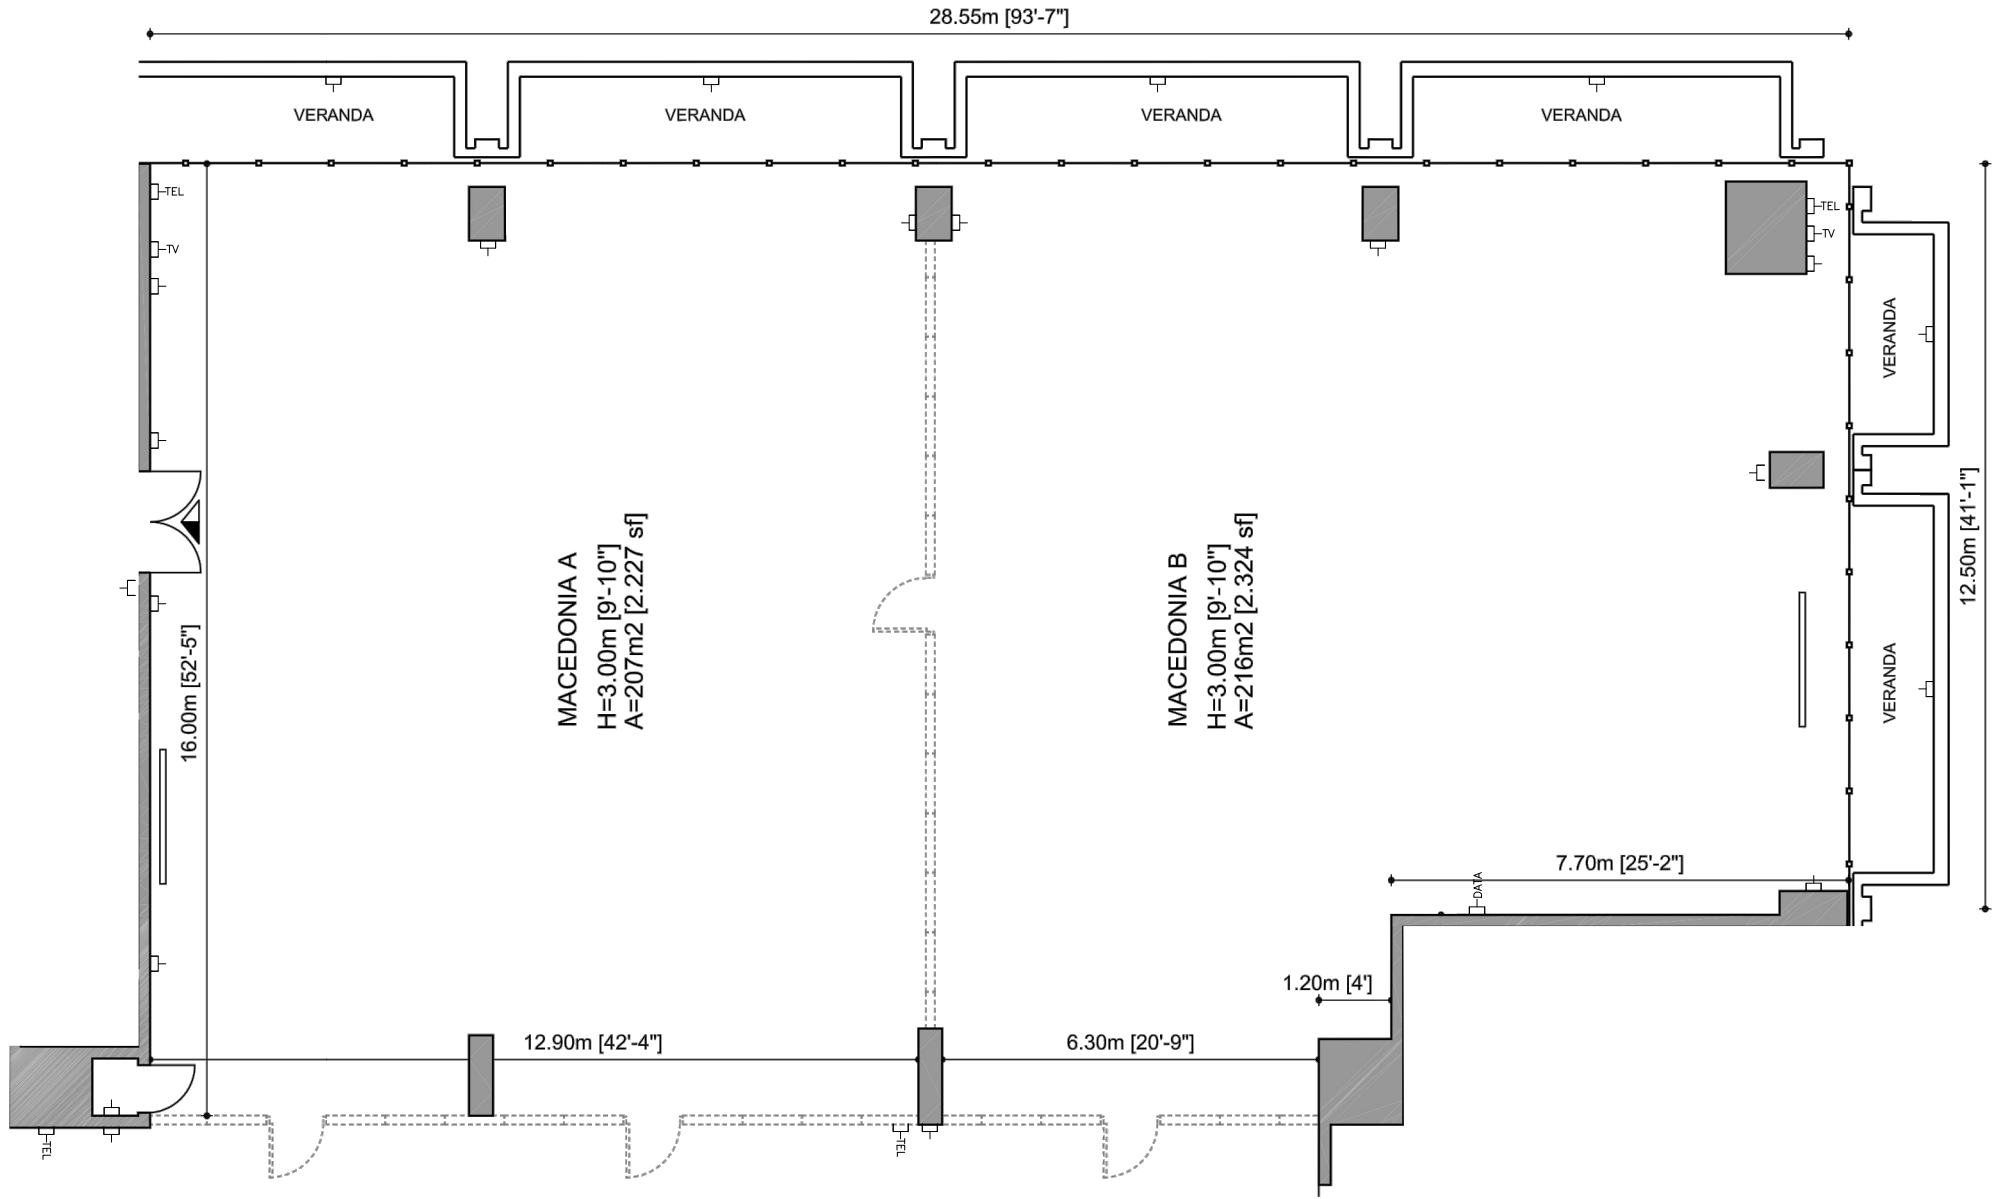 28.55m [93'-7"]
VERANDA
VERANDA
VERANDA
VERANDA
TEL
TV
TEL
TV
VERANDA
12.50m [41'-1"]
MACEDONIA A
H=3.00m [9'-10"]
A=207m2 [2.227 sf]
MACEDONIA B
H=3.00m [9'-10"]
A=216m2 [2.324 sf]
16.00m [52'-5"]
VERANDA
7.70m [25'-2"]
DATA
1.20m [4']
12.90m [42'-4"]
6.30m [20'-9"]
TEL
TEL